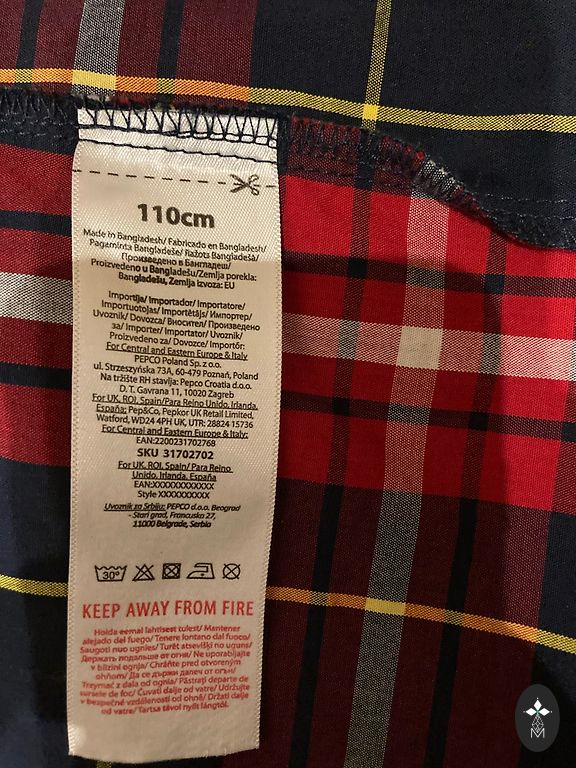 110cm
Made in Bangladesh/ Fabricado en Bangladesh/
Pagaminta Bangladeše/ Ražots Bangladešā/
Произведено в Бангладеш/
Proizvedeno u Bangladešu/Zemlja porekla:
Bangladešu, Zemlja izvoza: EU
Importija/ Importador/ Importatore/
Importuotojas/ Importētājs/ Импортер/
Uvoznik/ Dovozca/ Вносител/ Произведено
за/ Importer/ Importator/ Uvoznik/
Proizvedeno za/ Dovozce/ Importőr:
For Central and Eastern Europe & Italy
PEPCO Poland Sp. z o.o.
ul. Strzeszyńska 73A, 60-479 Poznań, Poland
Na tržište RH stavlja: Pepco Croatia d.o.o.
D. T. Gavrana 11, 10020 Zagreb
For UK, ROI, Spain/Para Reino Unido, Irlanda,
España; Pep&Co, Pepkor UK Retail Limited,
Watford, WD24 4PH UK, UTR: 28824 15736
For Central and Eastern Europe & Italy:
EAN:2200231702768
SKU 31702702
For UK, ROI, Spain/ Para Reino
Unido, Irlanda, España
EAN:XXXXXXXXXXXX
Style XXXXXXXXXX
Uvoznik za Srbiju: PEPCO d.o.o. Beograd
- Stari grad, Francuska 27,
11000 Belgrade, Serbia
30°
KEEP AWAY FROM FIRE
Hoida eemal lahtisest tulest/ Mantener
alejado del fuego/ Tenere lontano dal fuoco/
Saugoti nuo ugnies/ Turēt atsevišķi no uguns/
Держать подальше от огня/ Ne uporabljajte
v bližini ognja/ Chráňte pred otvoreným
ohňom/ Да се държи далеч от огън/
Trzymać z dala od ognia/ Păstrați departe de
sursele de foc/ Čuvati dalje od vatre/ Udržujte
v bezpečné vzdálenosti od ohně/ Držati dalje
od vatre/ Tartsa távol nyílt lángtól.